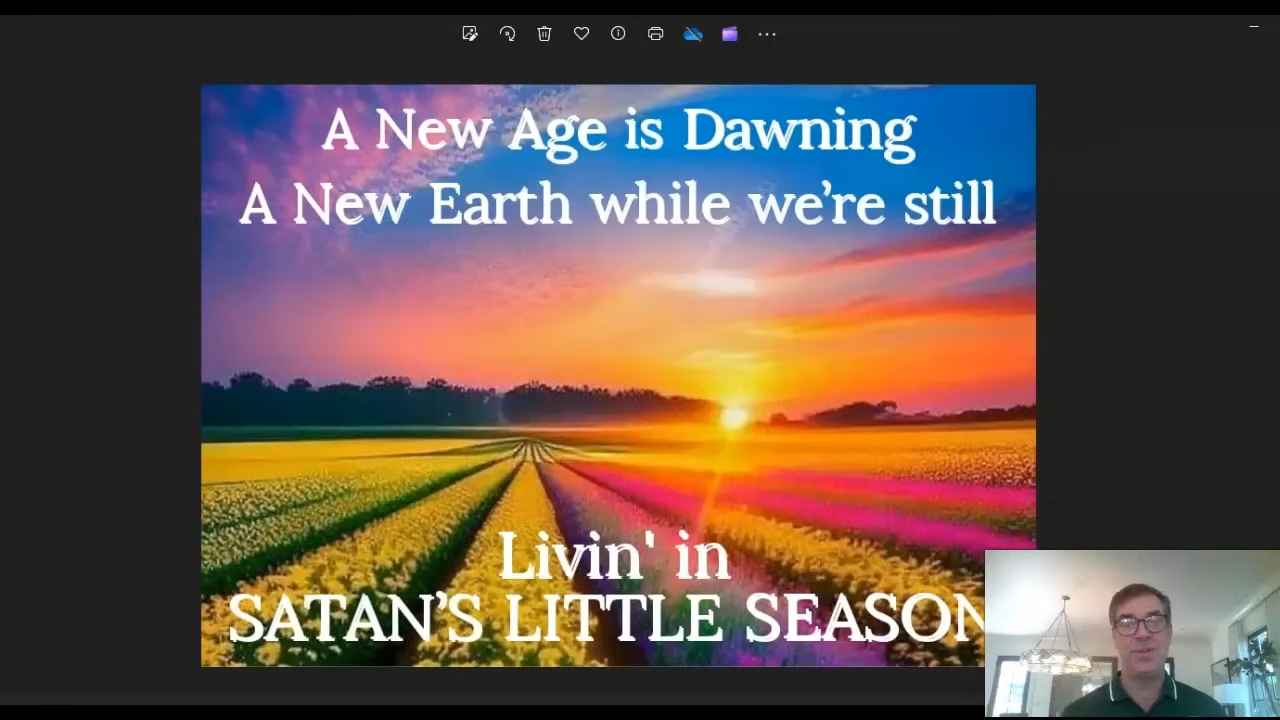 A New Age is Dawning
A New Earth while we're still
Livin' in
SATAN'S LITTLE SEASON